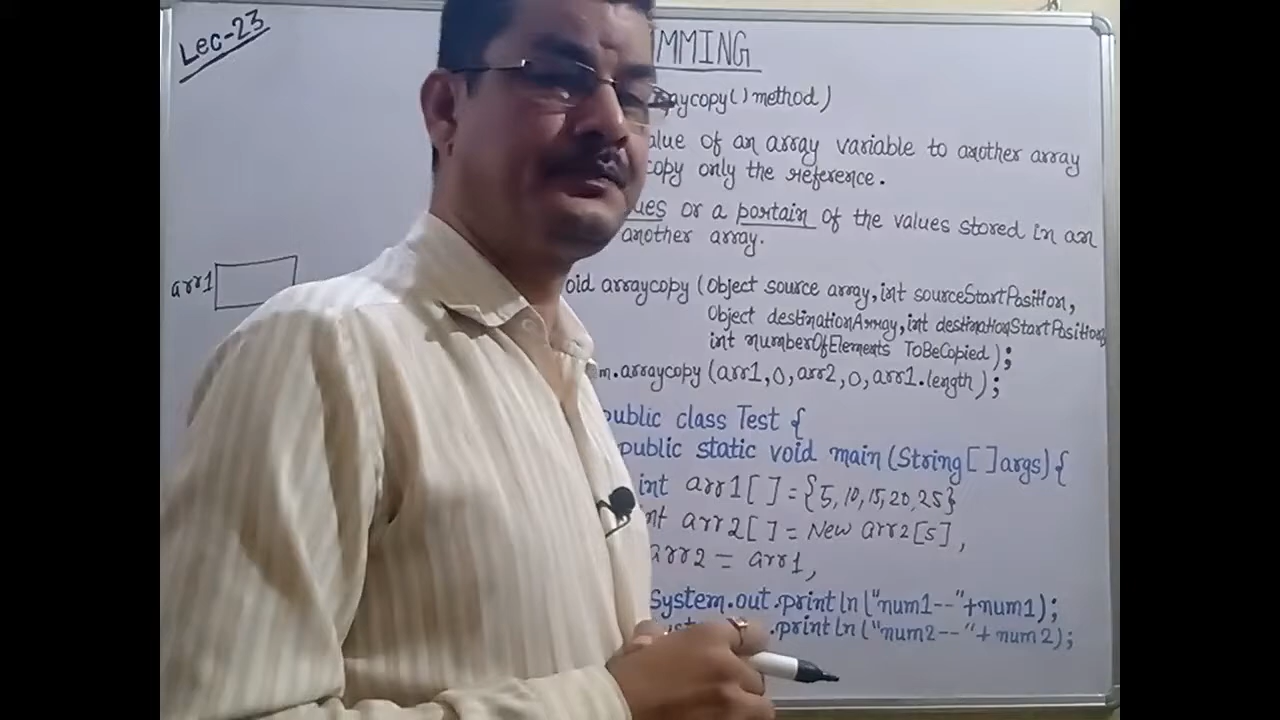 Lec-23
MMING
aycopy() method)
alue of an array variable to another array
copy only the reference.
ues or a portain of the values stored in an
another array.
arr1
oid arraycopy (Object source array, int sourceStartPosition,
Object destinationArray, int destinationStartPosition,
int numberOfElements ToBeCopied);
m.arraycopy (arr1,0,arr2,0,arr1.length);
public class Test {
public static void main(String[]args){
int arr1[]={5,10,15,20,25}
nt arr2[]= New arr2[5],
arr2 = arr1,
System.out.println("num1--"+num1);
.println("num2--"+num2);